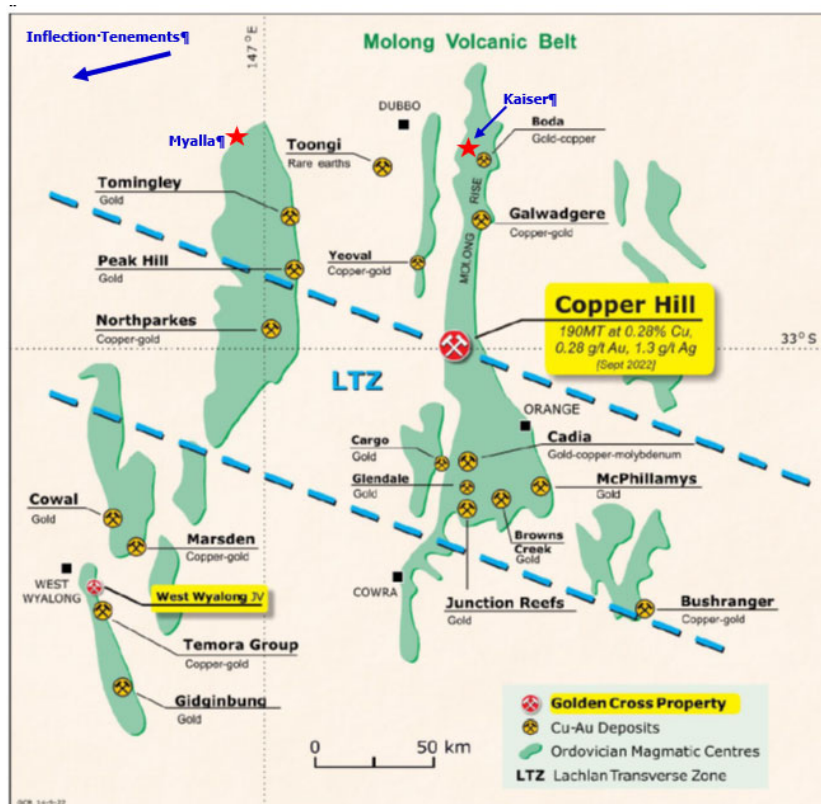 Inflection·Tenements¶
147°E
Molong Volcanic Belt
Kaiser¶
DUBBO
Boda
Gold-copper
Myalla¶
Toongi
Rare earths
Tomingley
Gold
MOLONG RISE
Galwadgere
Copper-gold
Peak Hill
Gold
Yeoval
Copper-gold
Northparkes
Copper-gold
Copper Hill
190MT at 0.28% Cu,
0.28 g/t Au, 1.3 g/t Ag
[Sept 2022]
33°S
LTZ
ORANGE
Cargo
Gold
Cadia
Gold-copper-molybdenum
Glendale
Gold
McPhillamys
Gold
Cowal
Gold
Marsden
Copper-gold
Browns
Creek
Gold
WEST
WYALONG
West Wyalong JV
COWRA
Junction Reefs
Gold
Bushranger
Copper-gold
Temora Group
Copper-gold
Gidginbung
Gold
0 50 km
Golden Cross Property
Cu-Au Deposits
Ordovician Magmatic Centres
LTZ Lachlan Transverse Zone